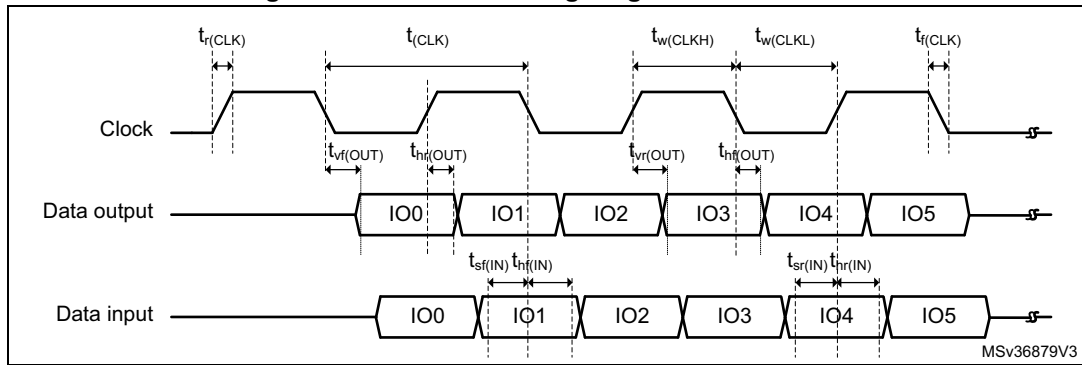 tr(CLK) t(CLK) tw(CLKH) tw(CLKL) tf(CLK)
Clock
tvf(OUT) thr(OUT) tvr(OUT) thf(OUT)
Data output IO0 IO1 IO2 IO3 IO4 IO5
tsf(IN) thf(IN) tsr(IN) thr(IN)
Data input IO0 IO1 IO2 IO3 IO4 IO5
MSv36879V3